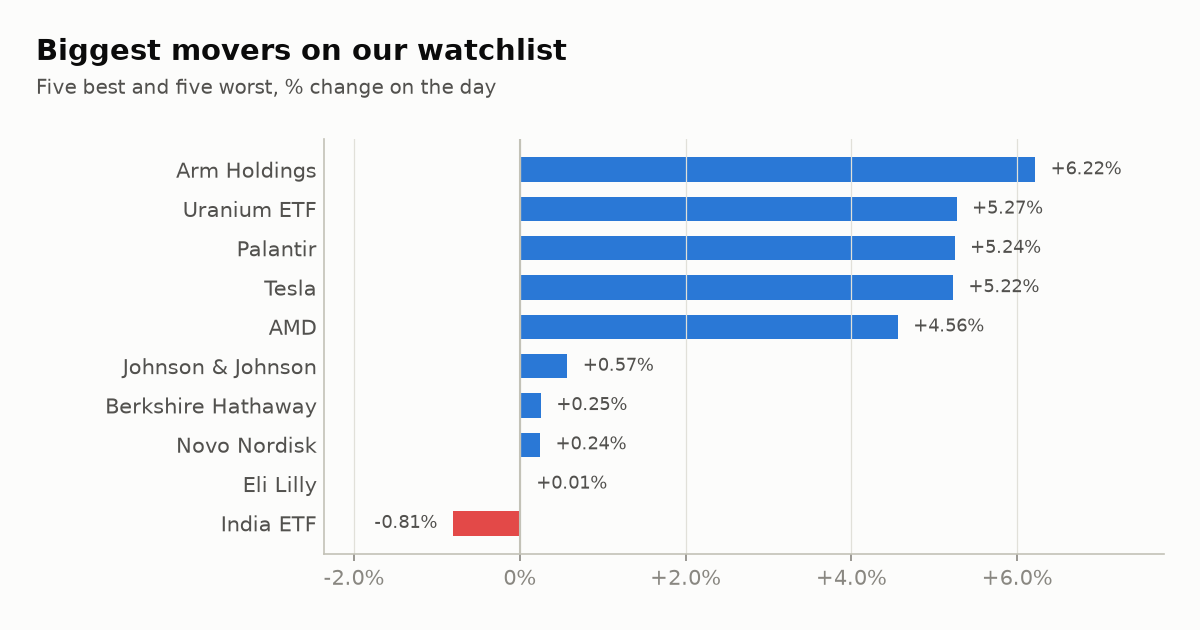 Biggest movers on our watchlist
Five best and five worst, % change on the day
Arm Holdings +6.22%
Uranium ETF +5.27%
Palantir +5.24%
Tesla +5.22%
AMD +4.56%
Johnson & Johnson +0.57%
Berkshire Hathaway +0.25%
Novo Nordisk +0.24%
Eli Lilly +0.01%
India ETF -0.81%
-2.0% 0% +2.0% +4.0% +6.0%